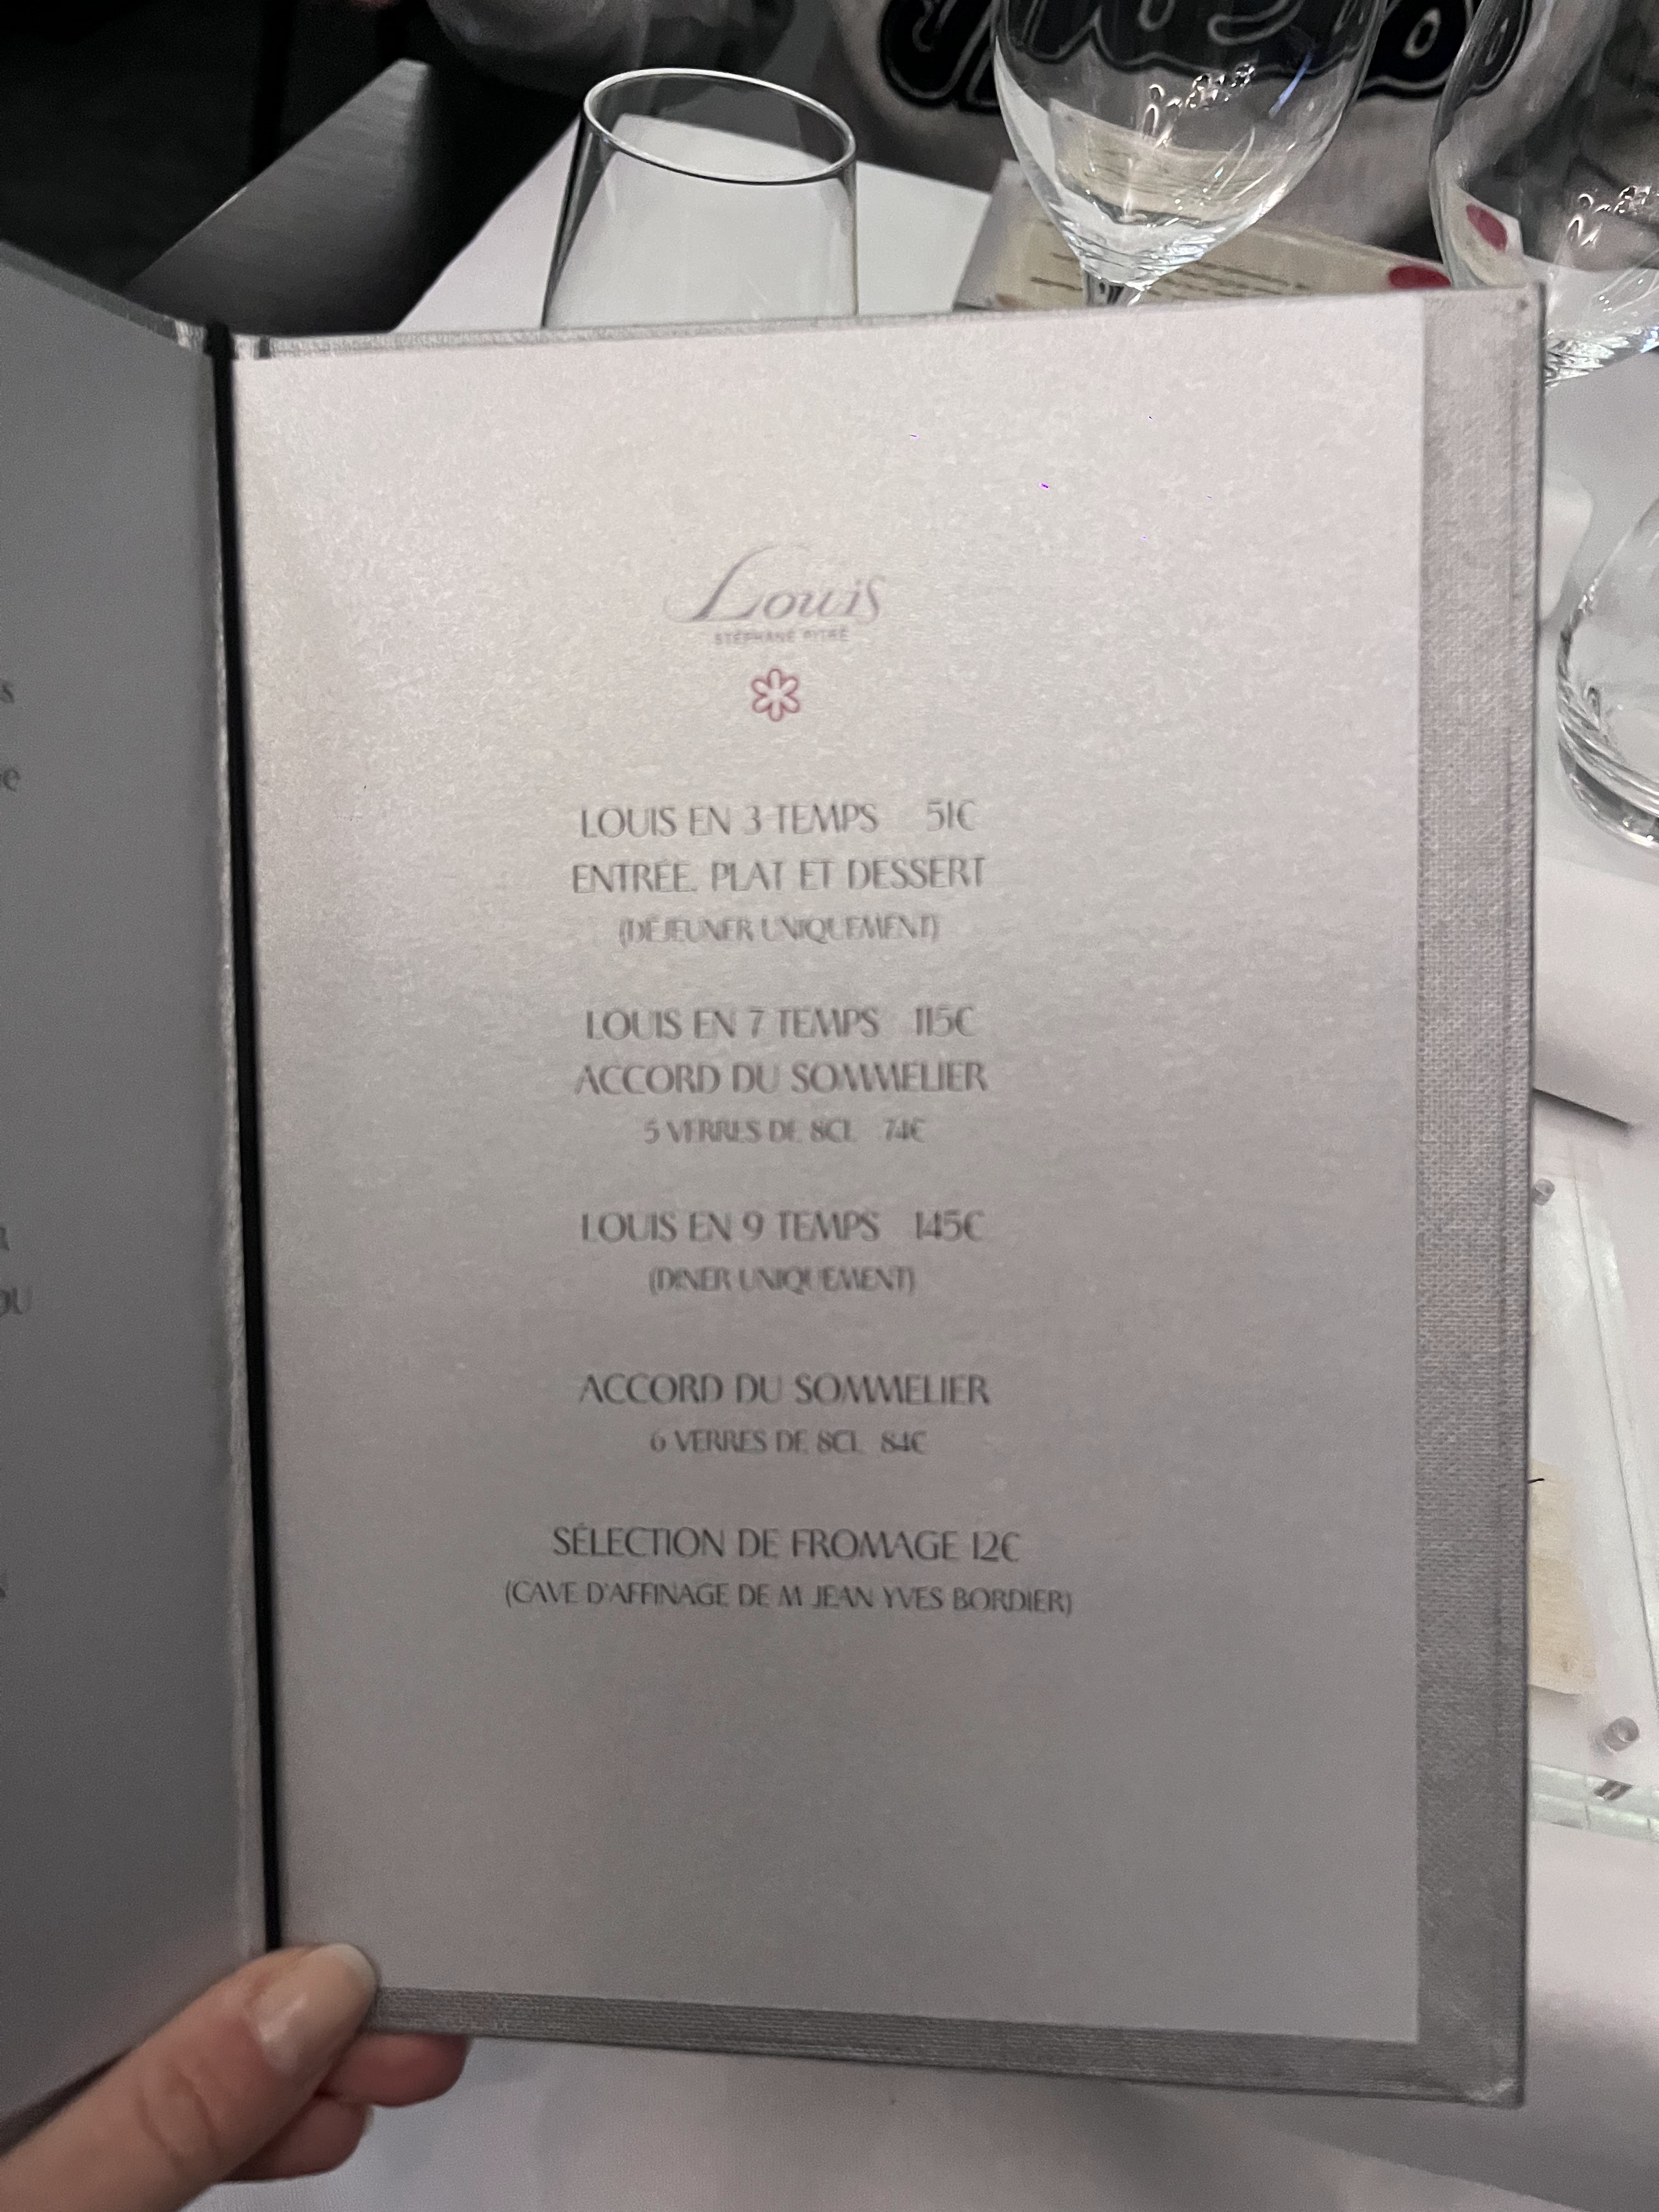 Louis
STÉPHANE PITRÉ
LOUIS EN 3 TEMPS 51€
ENTRÉE, PLAT ET DESSERT
(DÉJEUNER UNIQUEMENT)
LOUIS EN 7 TEMPS 115€
ACCORD DU SOMMELIER
5 VERRES DE 8CL 74€
LOUIS EN 9 TEMPS 145€
(DINER UNIQUEMENT)
ACCORD DU SOMMELIER
6 VERRES DE 8CL 84€
SÉLECTION DE FROMAGE 12€
(CAVE D'AFFINAGE DE M JEAN YVES BORDIER)